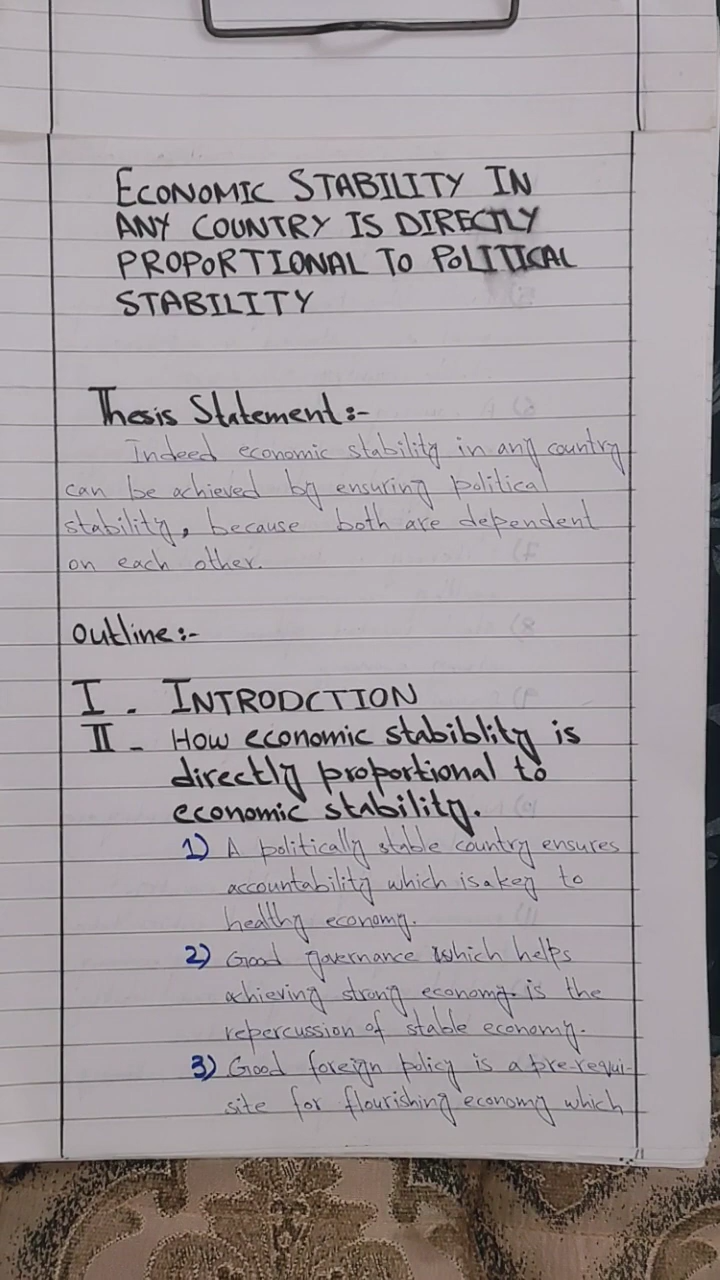 ECONOMIC STABILITY IN
ANY COUNTRY IS DIRECTLY
PROPORTIONAL TO POLITICAL
STABILITY
Thesis Statement:-
Indeed economic stability in any country
can be achieved by ensuring political
stability, because both are dependent
on each other.
outline:-
I. INTRODCTION
II- How economic stabiblity is
directly proportional to
economic stability.
1) A politically stable country ensures
accountability which is a key to
healthy economy.
2) Good governance which helps
achieving strong economy. is the
repercussion of stable economy.
3) Good foreign policy is a pre-requi-
site for flourishing economy which